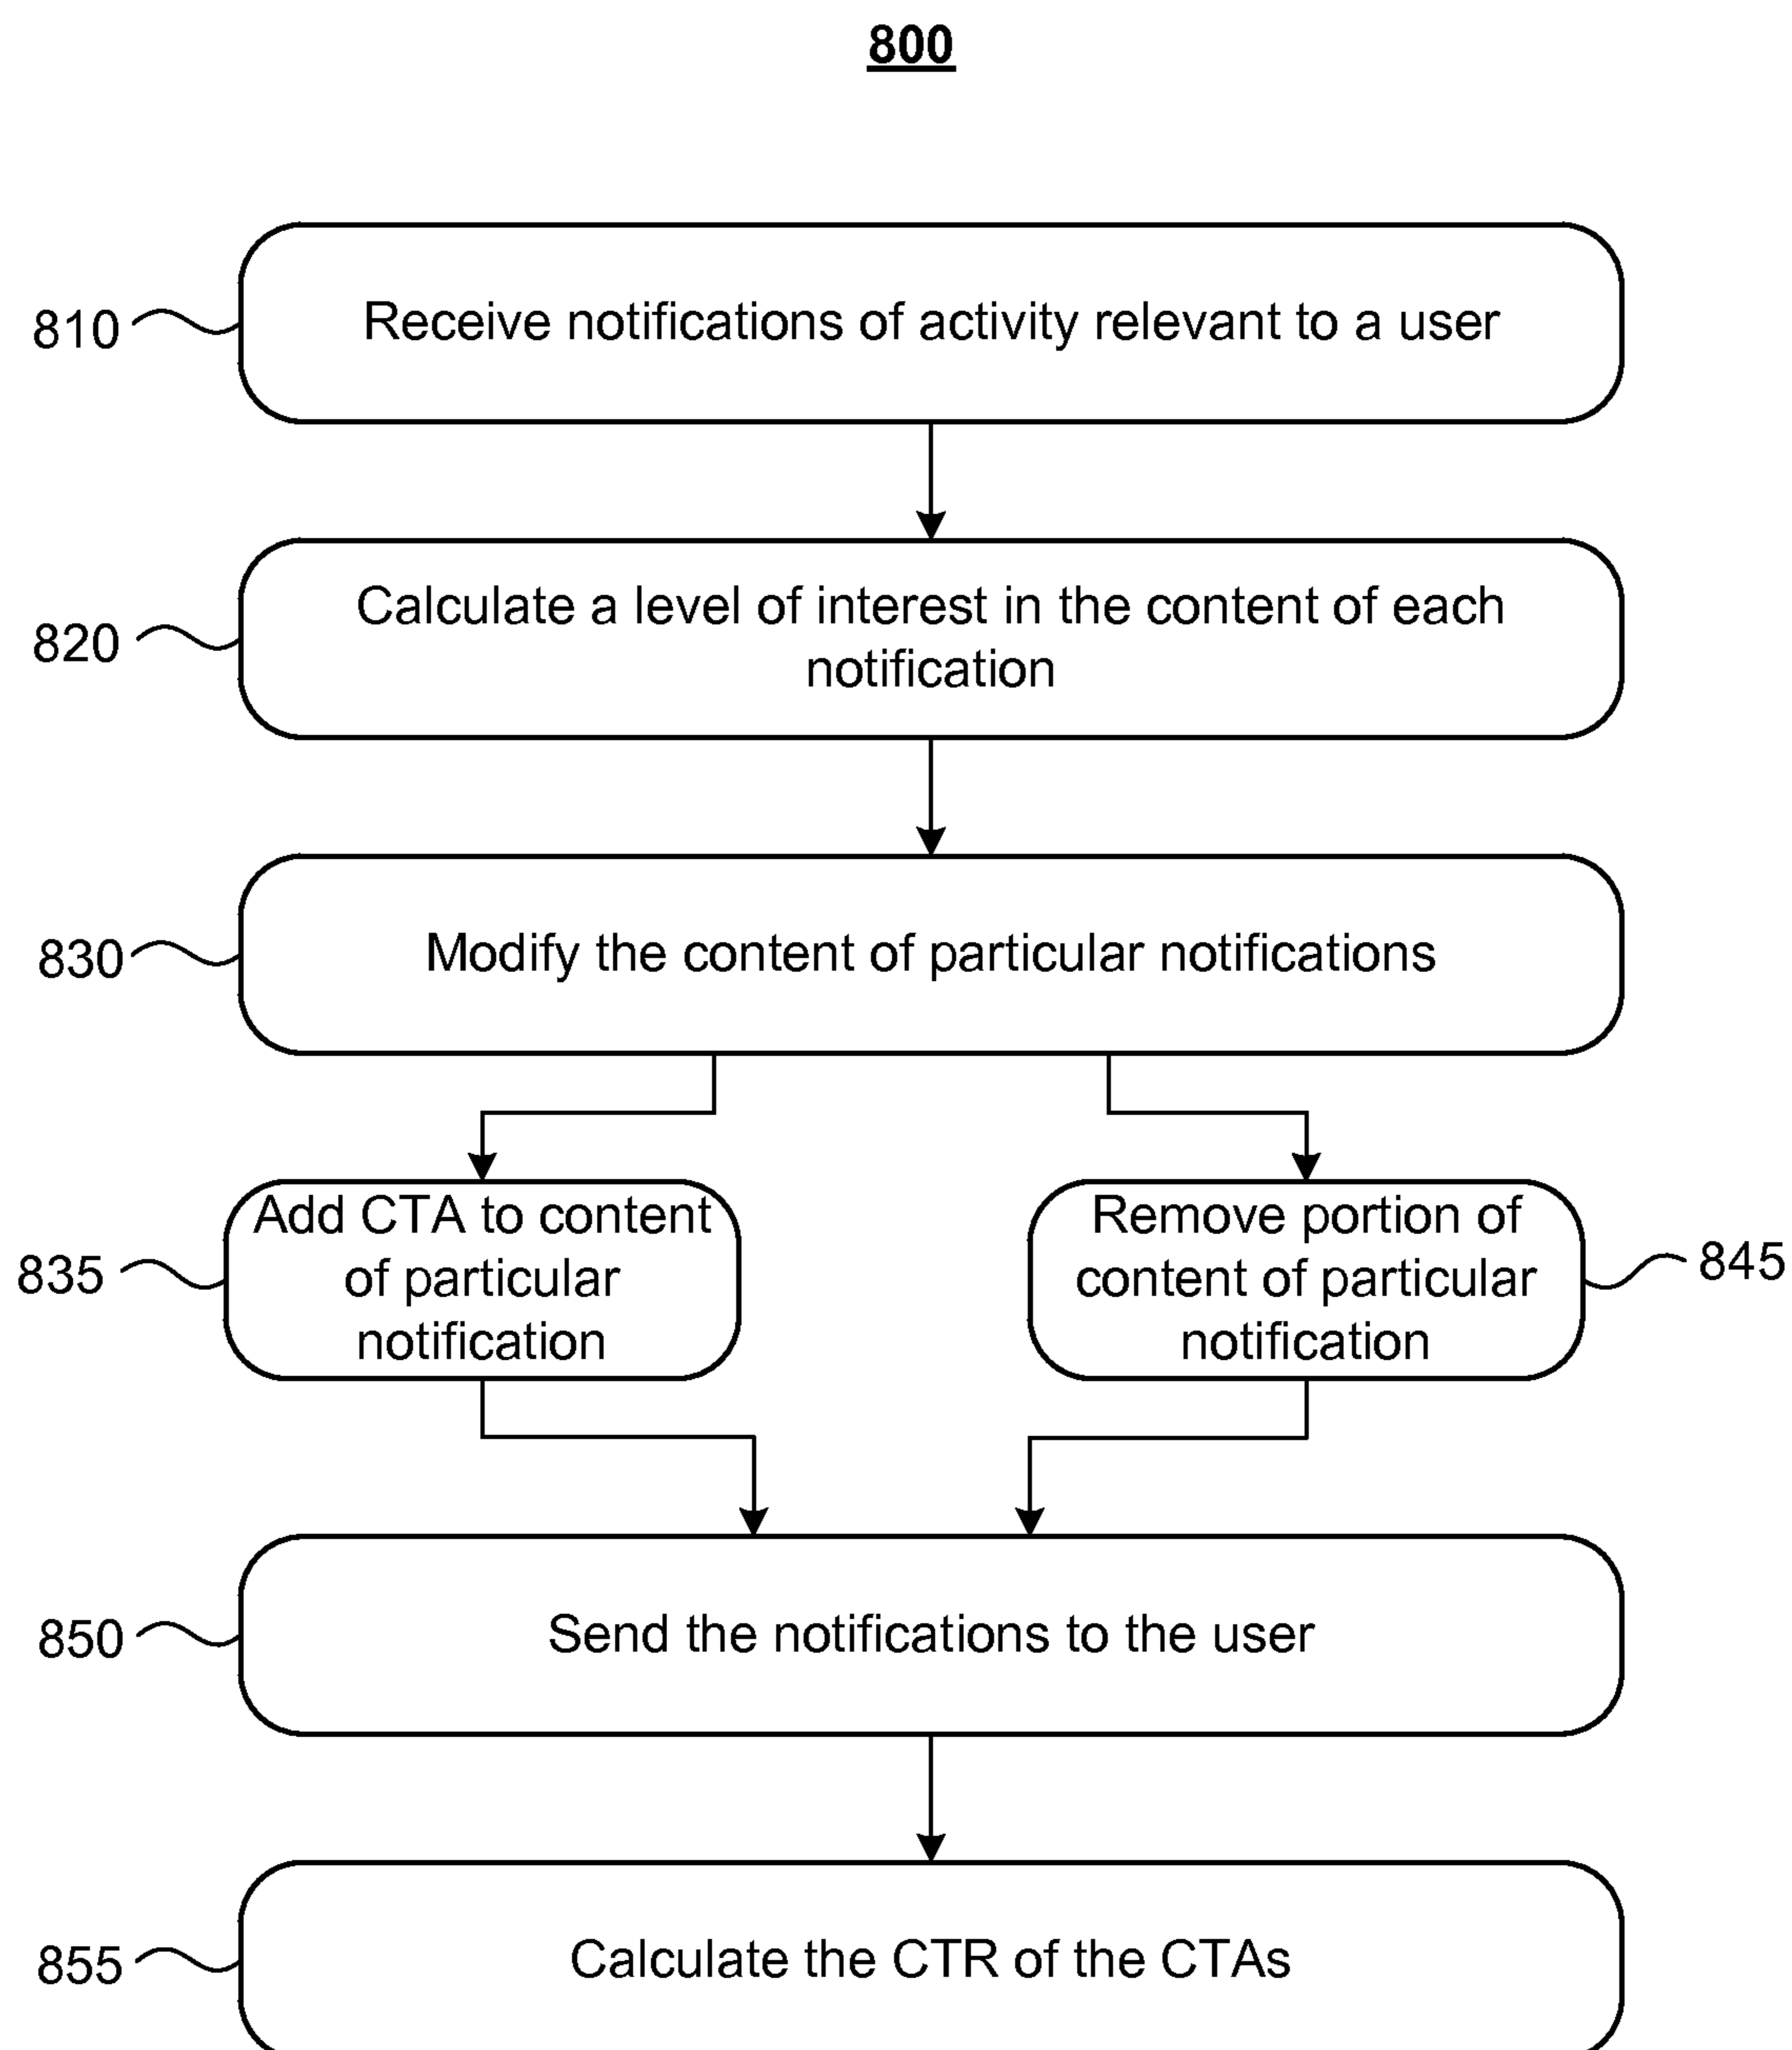 800
810
Receive notifications of activity relevant to a user
820
Calculate a level of interest in the content of each
notification
830
Modify the content of particular notifications
835
Add CTA to content
of particular
notification
Remove portion of
content of particular
notification
845
850
Send the notifications to the user
855
Calculate the CTR of the CTAs